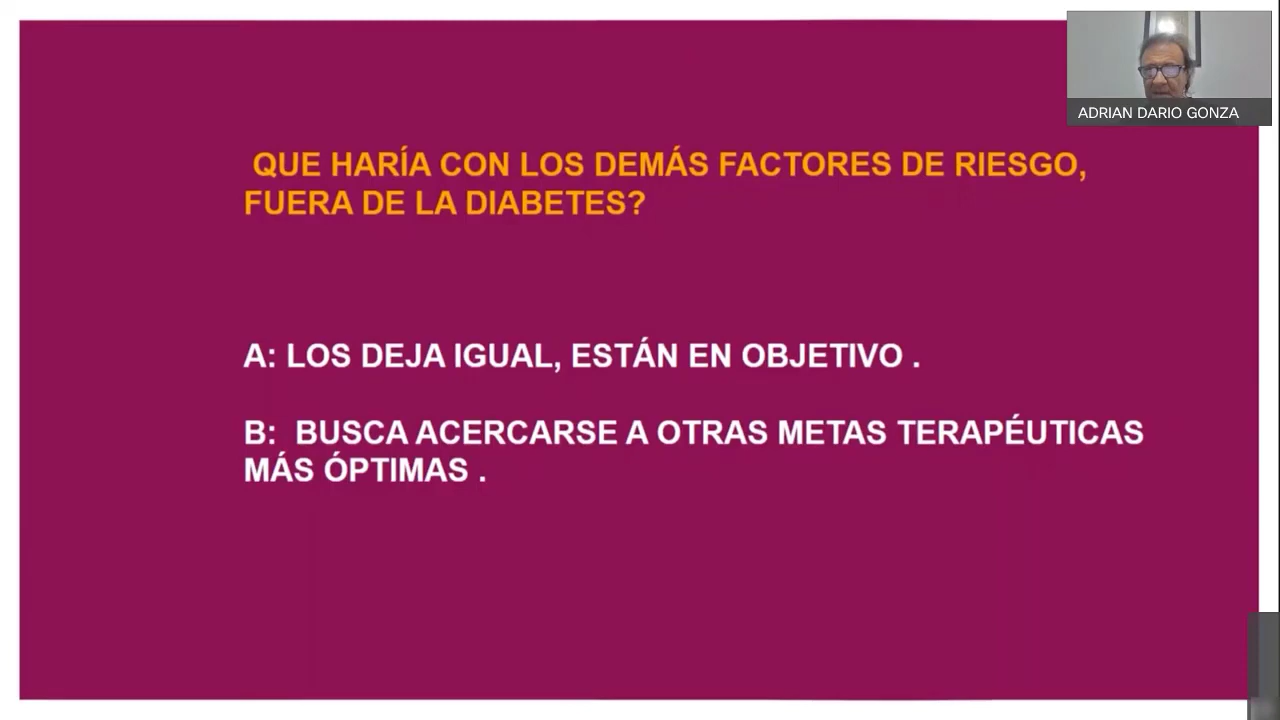 ADRIAN DARIO GONZA
QUE HARÍA CON LOS DEMÁS FACTORES DE RIESGO,
FUERA DE LA DIABETES?
A: LOS DEJA IGUAL, ESTÁN EN OBJETIVO .
B: BUSCA ACERCARSE A OTRAS METAS TERAPÉUTICAS
MÁS ÓPTIMAS .